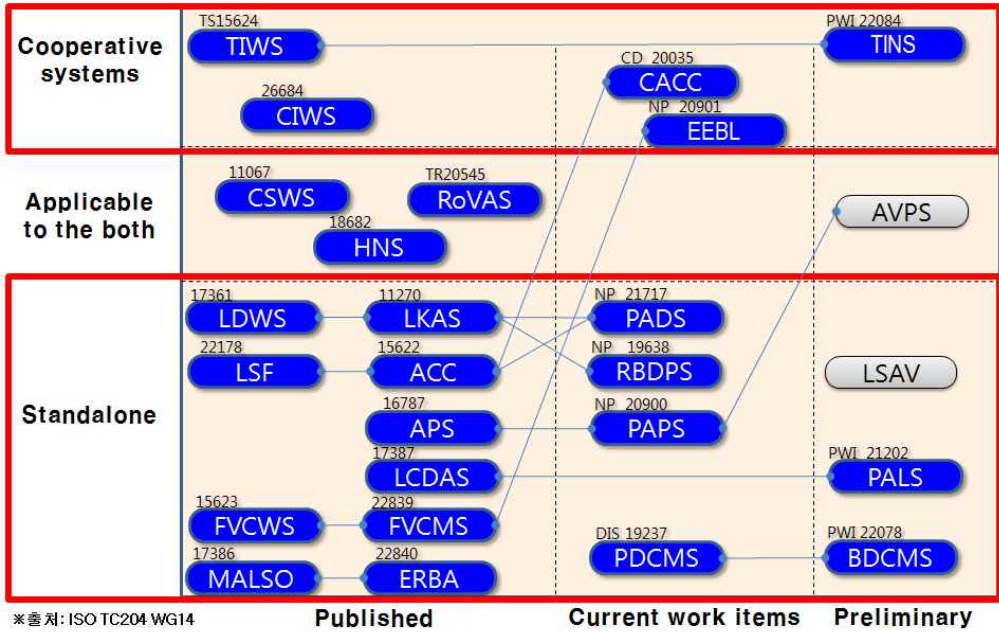 Cooperative
systems
TS15624
TIWS
26684
CIWS
CD 20035
CACC
NP 20901
EEBL
PWI 22084
TINS
Applicable
to the both
11067
CSWS
TR20545
RoVAS
18682
HNS
AVPS
Standalone
17361
LDWS
11270
LKAS
NP 21717
PADS
22178
LSF
15622
ACC
NP 19638
RBDPS
LSAV
16787
APS
NP 20900
PAPS
17387
LCDAS
PWI 21202
PALS
15623
FVCWS
22839
FVCMS
DIS 19237
PDCMS
PWI 22078
BDCMS
17386
MALSO
22840
ERBA
※출처: ISO TC204 WG14
Published
Current work items
Preliminary